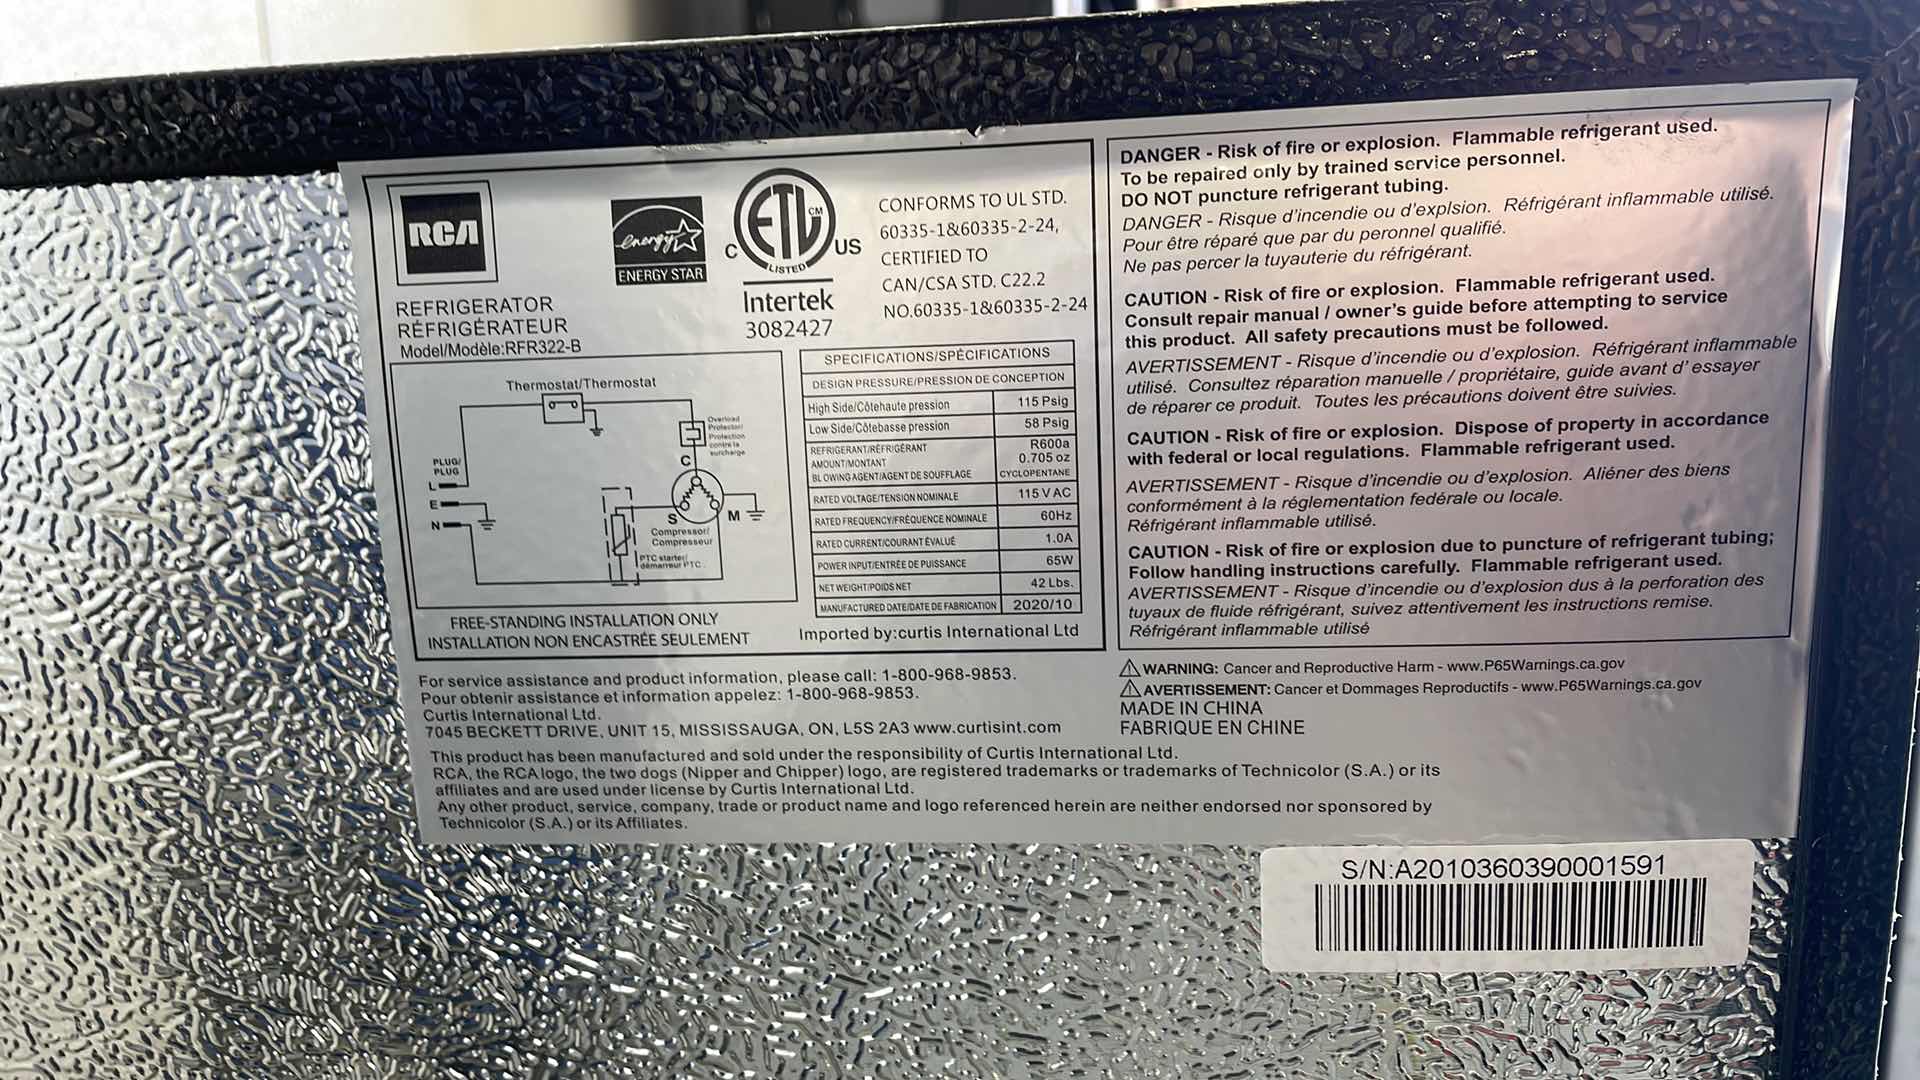 RCA
energy
ENERGY STAR
C ETL CM US
LISTED
Intertek
3082427
CONFORMS TO UL STD.
60335-1&60335-2-24,
CERTIFIED TO
CAN/CSA STD. C22.2
NO.60335-1&60335-2-24
REFRIGERATOR
RÉFRIGÉRATEUR
Model/Modèle:RFR322-B
Thermostat/Thermostat
Overload
Protector/
Protection
contre la
surcharge
PLUG/
PLUG
L
E
N
C
S
M
Compressor/
Compresseur
PTC starter/
démarreur PTC.
FREE-STANDING INSTALLATION ONLY
INSTALLATION NON ENCASTRÉE SEULEMENT
SPECIFICATIONS/SPÉCIFICATIONS
DESIGN PRESSURE/PRESSION DE CONCEPTION
High Side/Côtehaute pression 115 Psig
Low Side/Côtebasse pression 58 Psig
REFRIGERANT/RÉFRIGÉRANT R600a
AMOUNT/MONTANT 0.705 oz
BLOWING AGENT/AGENT DE SOUFFLAGE CYCLOPENTANE
RATED VOLTAGE/TENSION NOMINALE 115 V AC
RATED FREQUENCY/FRÉQUENCE NOMINALE 60Hz
RATED CURRENT/COURANT ÉVALUÉ 1.0A
POWER INPUT/ENTRÉE DE PUISSANCE 65W
NET WEIGHT/POIDS NET 42 Lbs.
MANUFACTURED DATE/DATE DE FABRICATION 2020/10
Imported by:curtis International Ltd
DANGER - Risk of fire or explosion. Flammable refrigerant used.
To be repaired only by trained service personnel.
DO NOT puncture refrigerant tubing.
DANGER - Risque d'incendie ou d'explsion. Réfrigérant inflammable utilisé.
Pour être réparé que par du peronnel qualifié.
Ne pas percer la tuyauterie du réfrigérant.
CAUTION - Risk of fire or explosion. Flammable refrigerant used.
Consult repair manual / owner's guide before attempting to service
this product. All safety precautions must be followed.
AVERTISSEMENT - Risque d'incendie ou d'explosion. Réfrigérant inflammable
utilisé. Consultez réparation manuelle / propriétaire, guide avant d' essayer
de réparer ce produit. Toutes les précautions doivent être suivies.
CAUTION - Risk of fire or explosion. Dispose of property in accordance
with federal or local regulations. Flammable refrigerant used.
AVERTISSEMENT - Risque d'incendie ou d'explosion. Aliéner des biens
conformément à la réglementation fedérale ou locale.
Réfrigérant inflammable utilisé.
CAUTION - Risk of fire or explosion due to puncture of refrigerant tubing;
Follow handling instructions carefully. Flammable refrigerant used.
AVERTISSEMENT - Risque d'incendie ou d'explosion dus à la perforation des
tuyaux de fluide réfrigérant, suivez attentivement les instructions remise.
Réfrigérant inflammable utilisé
For service assistance and product information, please call: 1-800-968-9853.
Pour obtenir assistance et information appelez: 1-800-968-9853.
Curtis International Ltd.
7045 BECKETT DRIVE, UNIT 15, MISSISSAUGA, ON, L5S 2A3 www.curtisint.com
WARNING: Cancer and Reproductive Harm - www.P65Warnings.ca.gov
AVERTISSEMENT: Cancer et Dommages Reproductifs - www.P65Warnings.ca.gov
MADE IN CHINA
FABRIQUE EN CHINE
This product has been manufactured and sold under the responsibility of Curtis International Ltd.
RCA, the RCA logo, the two dogs (Nipper and Chipper) logo, are registered trademarks or trademarks of Technicolor (S.A.) or its
affiliates and are used under license by Curtis International Ltd.
Any other product, service, company, trade or product name and logo referenced herein are neither endorsed nor sponsored by
Technicolor (S.A.) or its Affiliates.
S/N:A2010360390001591